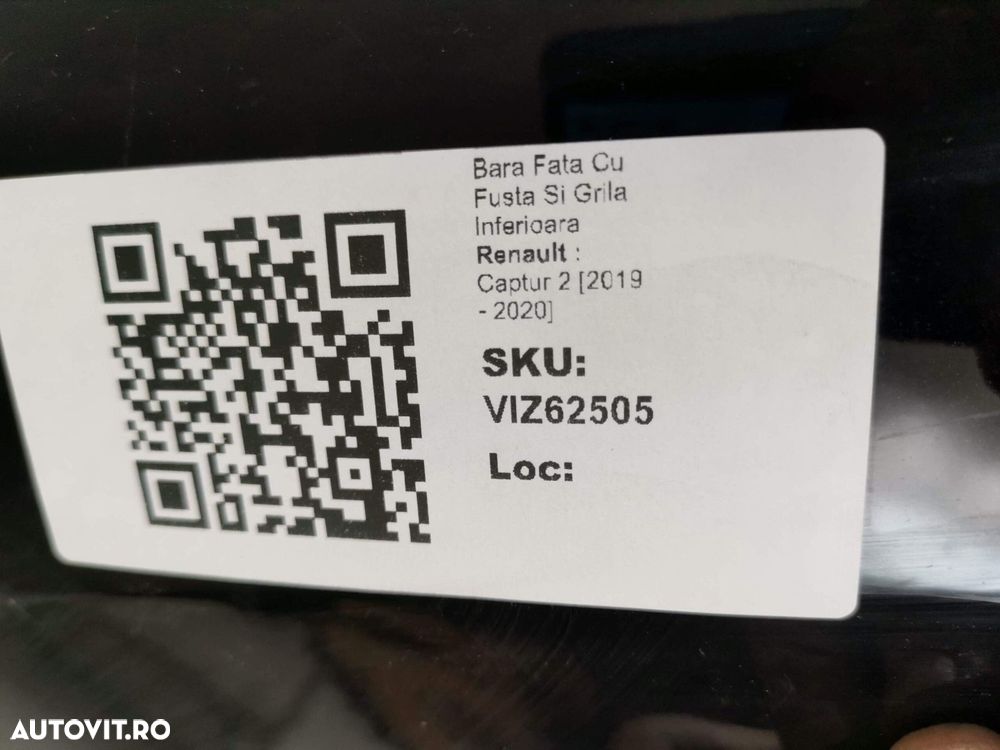 Bara Fata Cu
Fusta Si Grila
Inferioara
Renault :
Captur 2 [2019
- 2020]
SKU:
VIZ62505
Loc:
AUTOVIT.RO